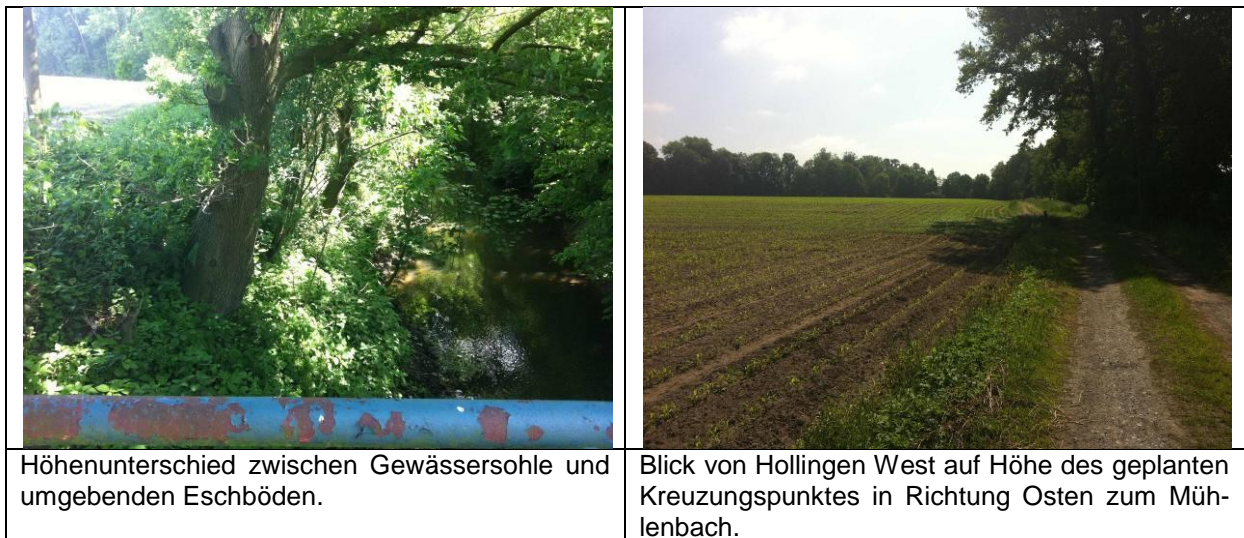 Höhenunterschied zwischen Gewässersohle und
umgebenden Eschböden.
Blick von Hollingen West auf Höhe des geplanten
Kreuzungspunktes in Richtung Osten zum Müh-
lenbach.